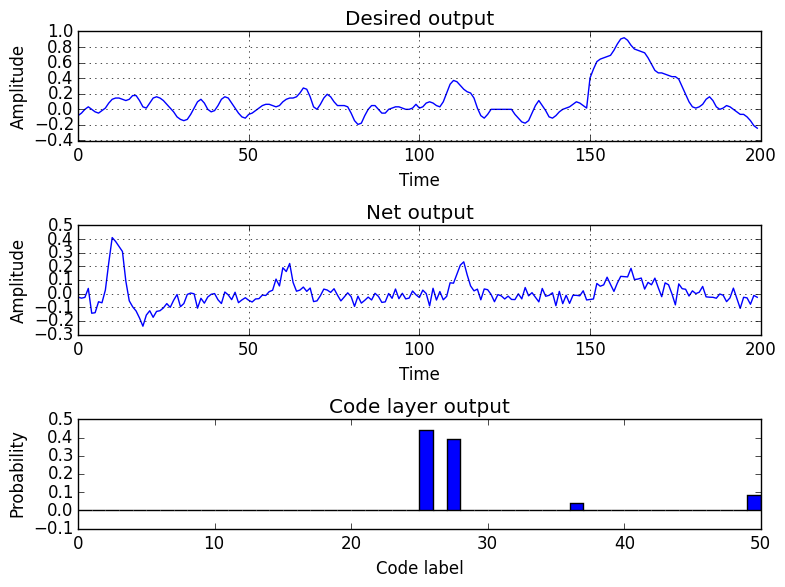 Desired output
1.0
0.8
0.6
0.4
0.2
0.0
−0.2
−0.4
Amplitude
0 50 100 150 200
Time
Net output
0.5
0.4
0.3
0.2
0.1
0.0
−0.1
−0.2
−0.3
Amplitude
0 50 100 150 200
Time
Code layer output
0.5
0.4
0.3
0.2
0.1
0.0
−0.1
Probability
0 10 20 30 40 50
Code label